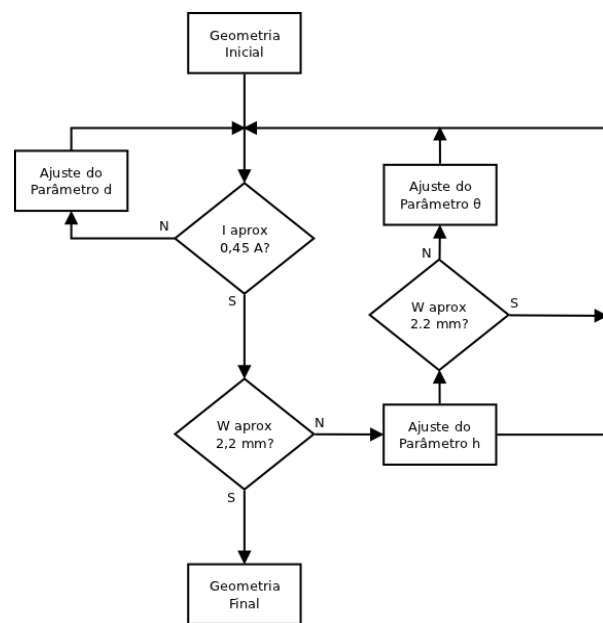 Geometria
Inicial
Ajuste do
Parâmetro d
Ajuste do
Parâmetro θ
N
I aprox
0,45 A?
N
S
W aprox
2.2 mm?
S
W aprox
2,2 mm?
N
Ajuste do
Parâmetro h
S
Geometria
Final